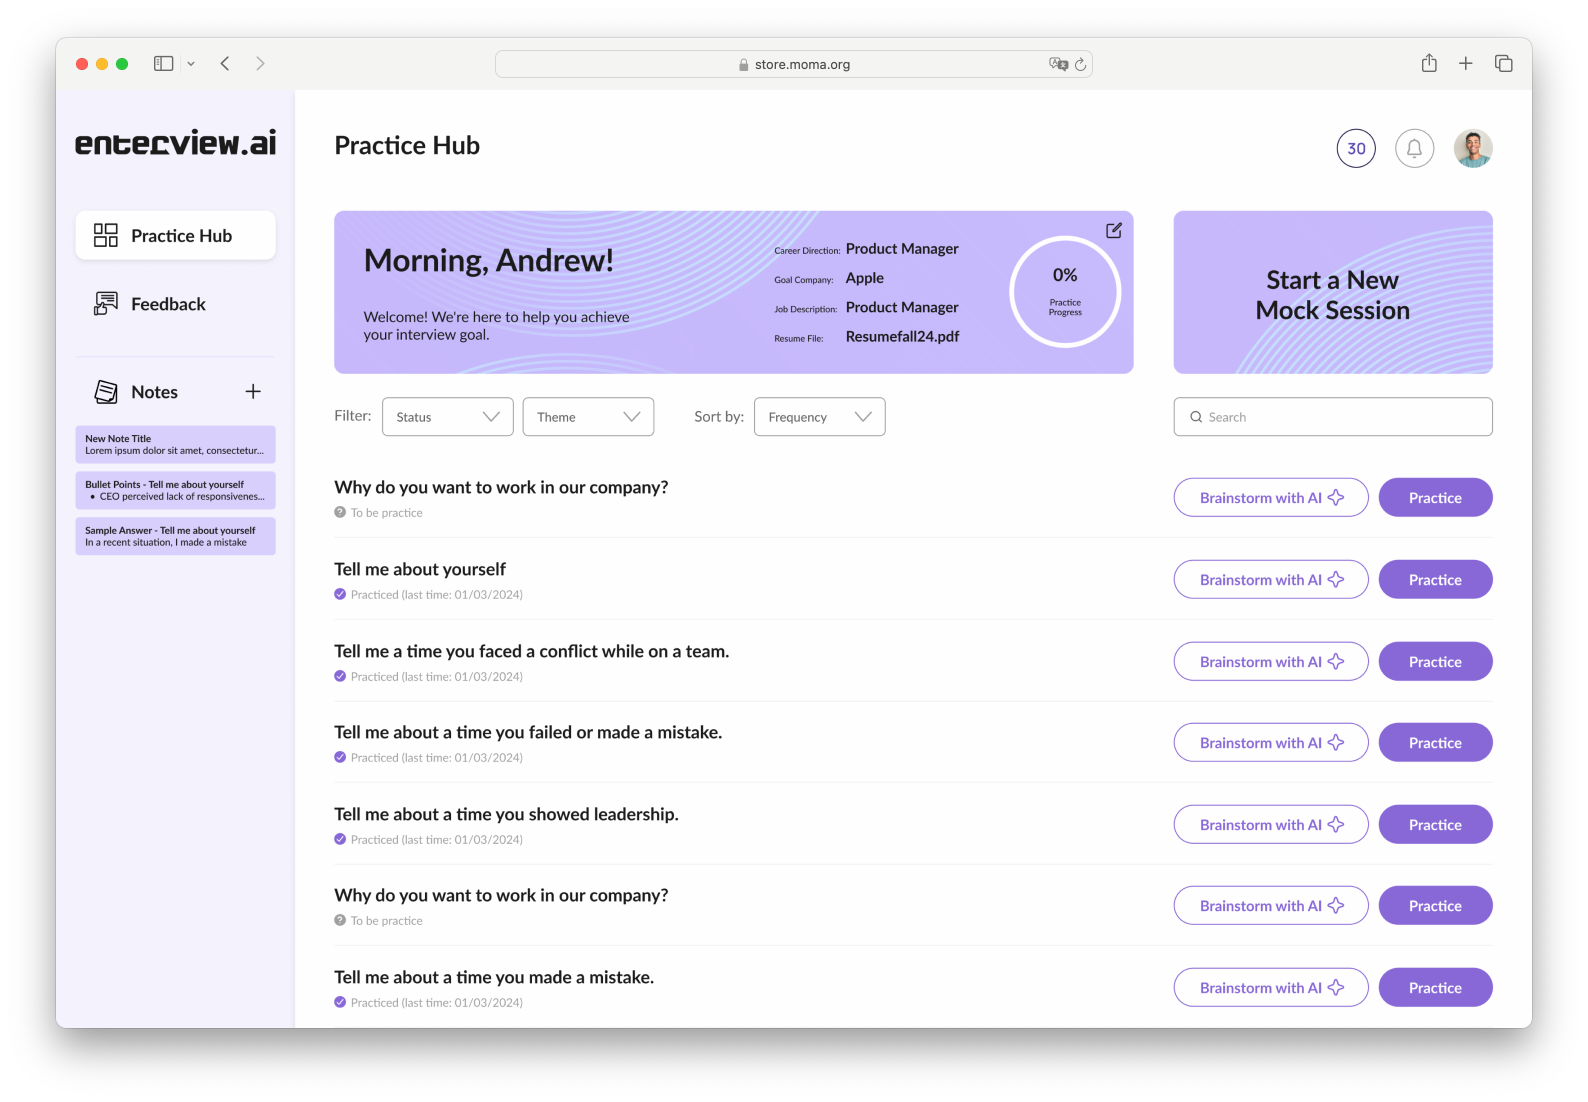 store.moma.org
enterview.ai
Practice Hub
Feedback
Notes
New Note Title
Lorem ipsum dolor sit amet, consectetur...
Bullet Points - Tell me about yourself
• CEO perceived lack of responsivenes...
Sample Answer - Tell me about yourself
In a recent situation, I made a mistake
Practice Hub
30
Morning, Andrew!
Welcome! We're here to help you achieve
your interview goal.
Career Direction: Product Manager
Goal Company: Apple
Job Description: Product Manager
Resume File: Resumefall24.pdf
0%
Practice
Progress
Start a New
Mock Session
Filter: Status Theme Sort by: Frequency
Search
Why do you want to work in our company?
To be practice
Brainstorm with AI Practice
Tell me about yourself
Practiced (last time: 01/03/2024)
Brainstorm with AI Practice
Tell me a time you faced a conflict while on a team.
Practiced (last time: 01/03/2024)
Brainstorm with AI Practice
Tell me about a time you failed or made a mistake.
Practiced (last time: 01/03/2024)
Brainstorm with AI Practice
Tell me about a time you showed leadership.
Practiced (last time: 01/03/2024)
Brainstorm with AI Practice
Why do you want to work in our company?
To be practice
Brainstorm with AI Practice
Tell me about a time you made a mistake.
Practiced (last time: 01/03/2024)
Brainstorm with AI Practice